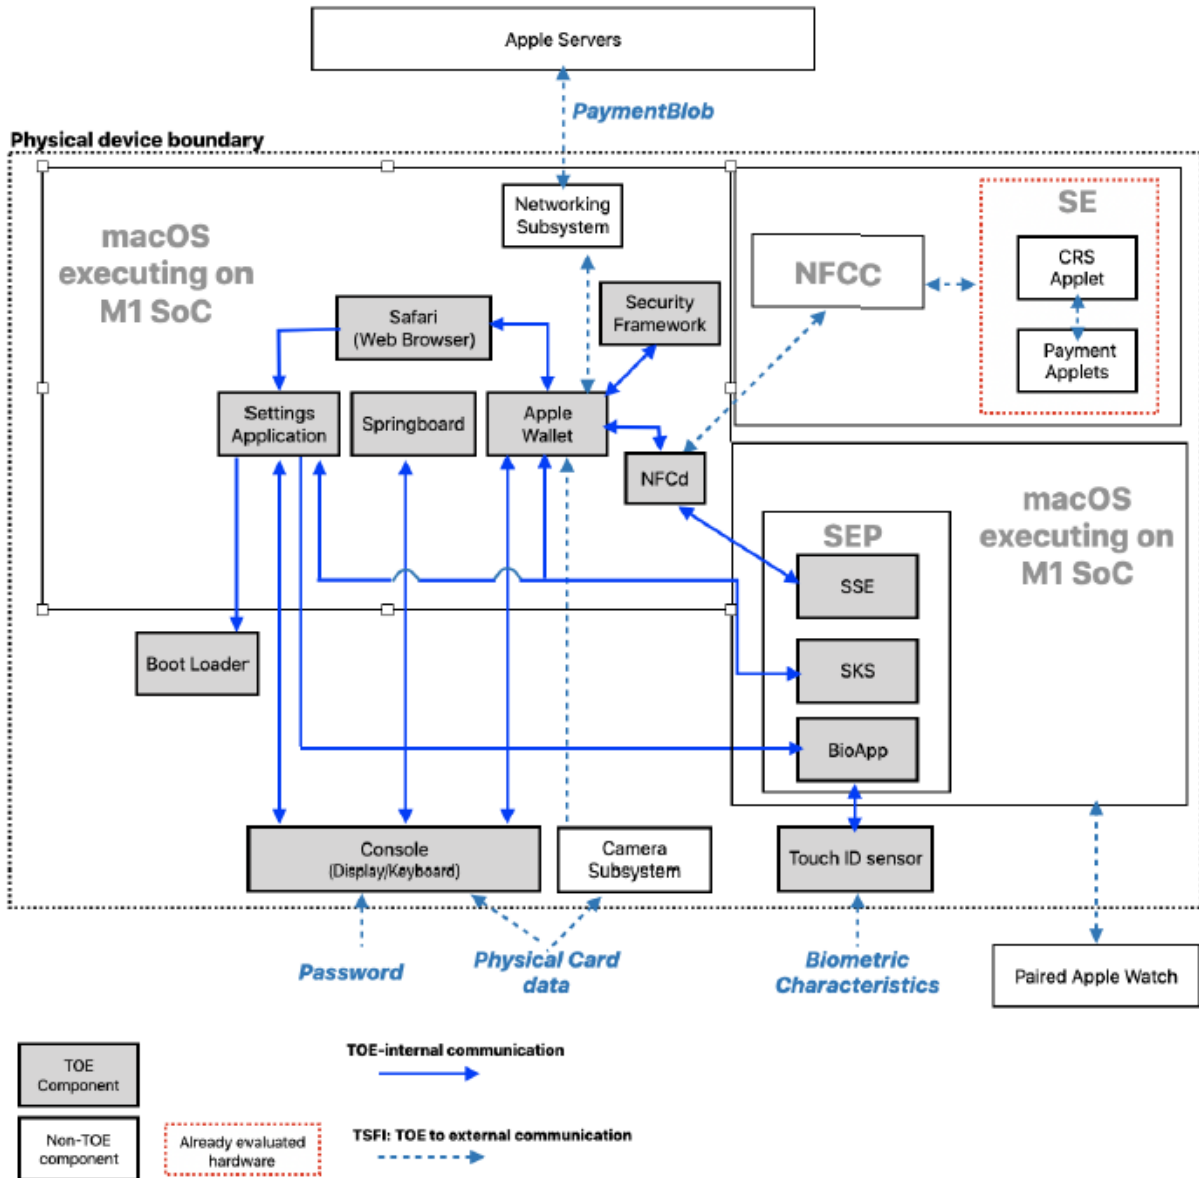 Apple Servers
PaymentBlob
Physical device boundary
macOS
executing on
M1 SoC
Networking
Subsystem
SE
NFCC
CRS
Applet
Payment
Applets
Safari
(Web Browser)
Security
Framework
Settings
Application
Springboard
Apple
Wallet
NFCd
macOS
executing on
M1 SoC
SEP
SSE
SKS
BioApp
Boot Loader
Console
(Display/Keyboard)
Camera
Subsystem
Touch ID sensor
Password
Physical Card
data
Biometric
Characteristics
Paired Apple Watch
TOE
Component
TOE-internal communication
Non-TOE
component
Already evaluated
hardware
TSFI: TOE to external communication